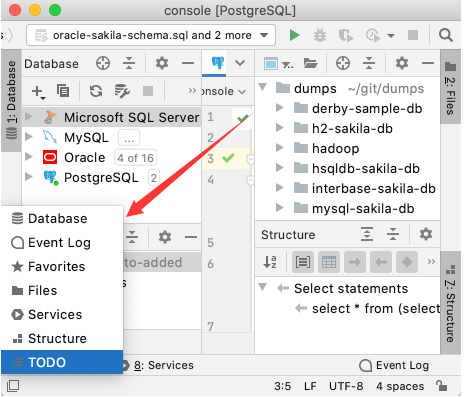 console [PostgreSQL]
oracle-sakila-schema.sql and 2 more
1: Database
Database
Microsoft SQL Server
MySQL ...
Oracle 4 of 16
PostgreSQL 2
onsole
1
3
4
5
6
7
dumps ~/git/dumps
derby-sample-db
h2-sakila-db
hadoop
hsqldb-sakila-db
interbase-sakila-db
mysql-sakila-db
2: Files
Structure
Select statements
select * from (selec
7: Structure
to-added
s
Database
Event Log
Favorites
Files
Services
Structure
TODO
8: Services
Event Log
3:5 LF UTF-8 4 spaces